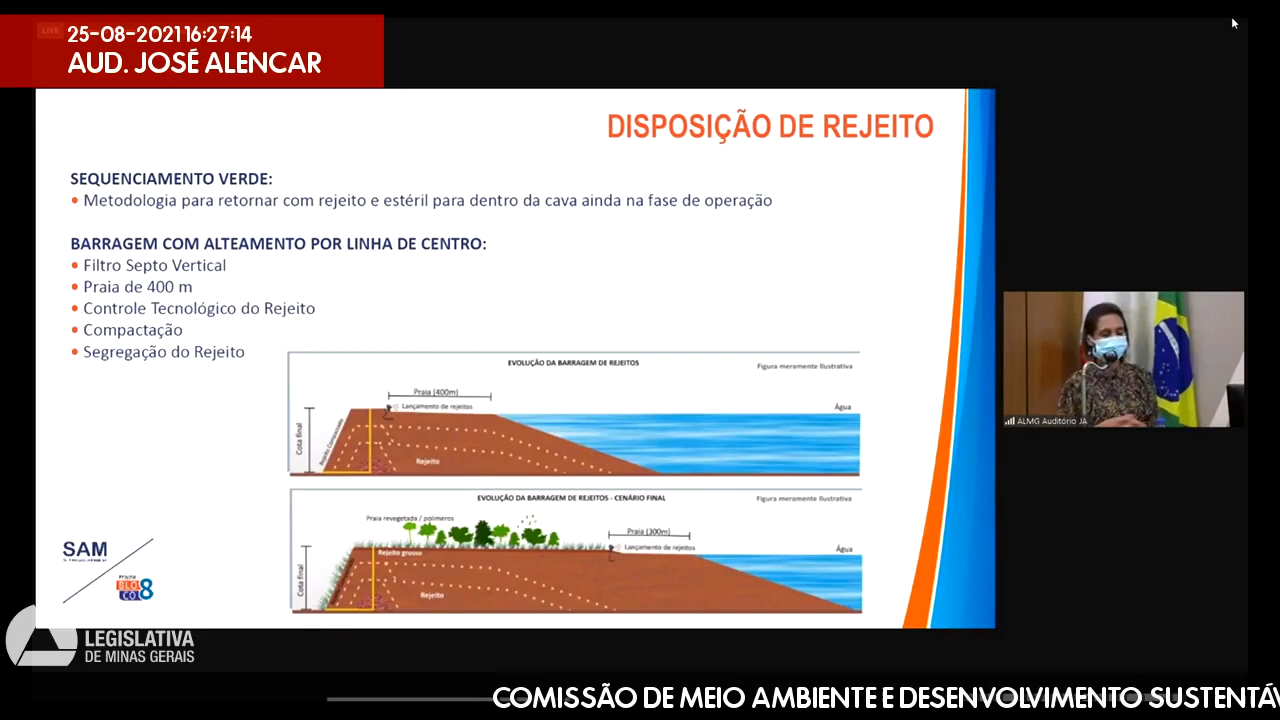 LIVE
25-08-2021 16:27:14
AUD. JOSÉ ALENCAR
DISPOSIÇÃO DE REJEITO
SEQUENCIAMENTO VERDE:
• Metodologia para retornar com rejeito e estéril para dentro da cava ainda na fase de operação
BARRAGEM COM ALTEAMENTO POR LINHA DE CENTRO:
• Filtro Septo Vertical
• Praia de 400 m
• Controle Tecnológico do Rejeito
• Compactação
• Segregação do Rejeito
EVOLUÇÃO DA BARRAGEM DE REJEITOS
Figura meramente Ilustrativa
Praia (400m)
Lançamento de rejeitos
Água
Cota final
Rejeito
EVOLUÇÃO DA BARRAGEM DE REJEITOS - CENÁRIO FINAL
Figura meramente Ilustrativa
Praia revegetada / polímeros
Praia (300m)
Lançamento de rejeitos
Água
Rejeito grosso
Cota final
Rejeito
SAM
Projeto
BLOCO 8
ALMG Auditório JA
LEGISLATIVA
DE MINAS GERAIS
COMISSÃO DE MEIO AMBIENTE E DESENVOLVIMENTO SUSTENTÁV